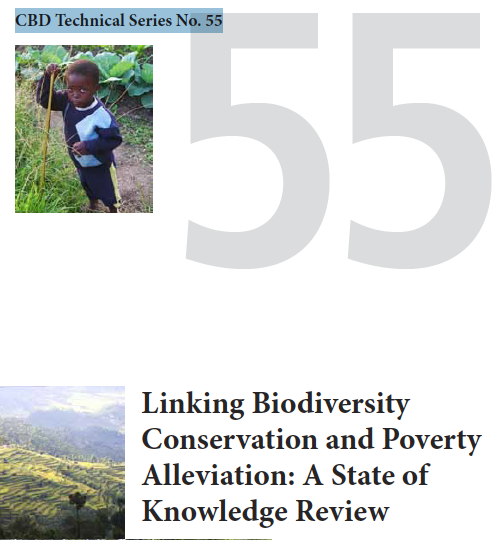 CBD Technical Series No. 55
55
Linking Biodiversity
Conservation and Poverty
Alleviation: A State of
Knowledge Review